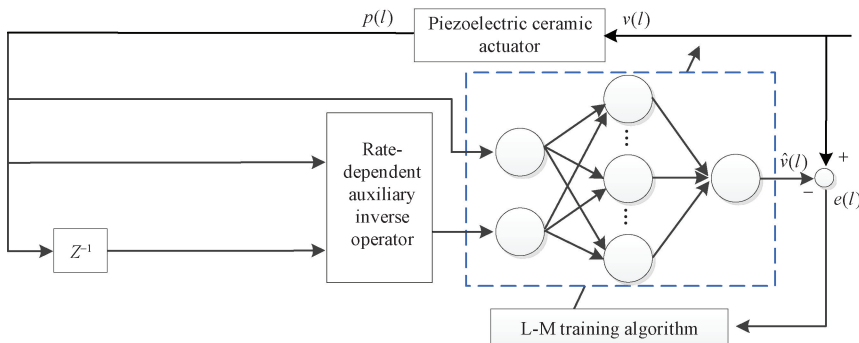 p(l)
Piezoelectric ceramic
actuator
v(l)
Rate-
dependent
auxiliary
inverse
operator
Z⁻¹
v̂(l)
+
−
e(l)
L-M training algorithm